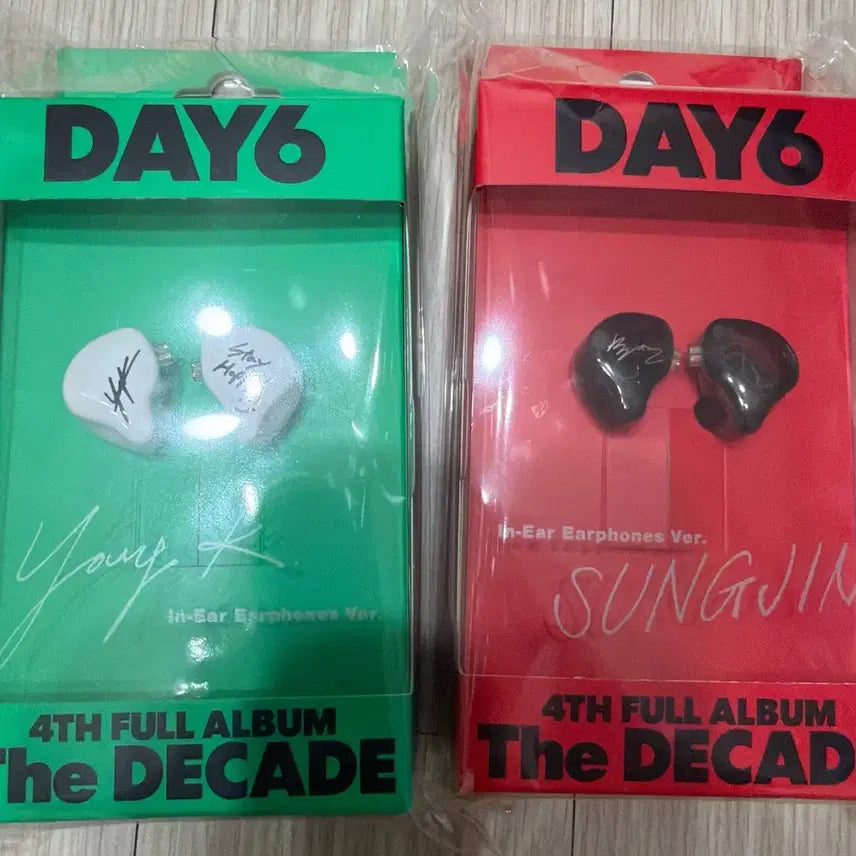 DAY6
Stay
Young K
In-Ear Earphones Ver.
4TH FULL ALBUM
The DECADE
DAY6
In-Ear Earphones Ver.
SUNGJIN
4TH FULL ALBUM
The DECAD